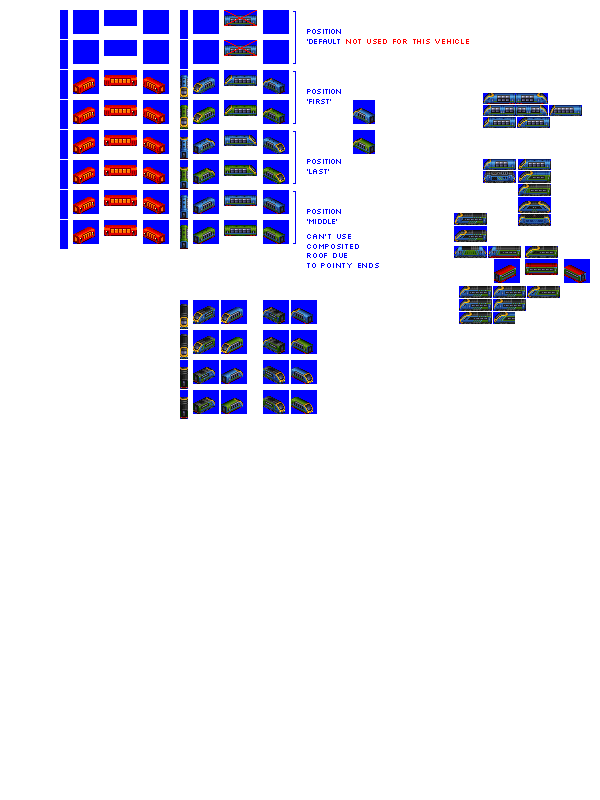 POSITION
'DEFAULT NOT USED FOR THIS VEHICLE
POSITION
'FIRST'
POSITION
'LAST'
POSITION
'MIDDLE'
CAN'T USE
COMPOSITED
ROOF DUE
TO POINTY ENDS